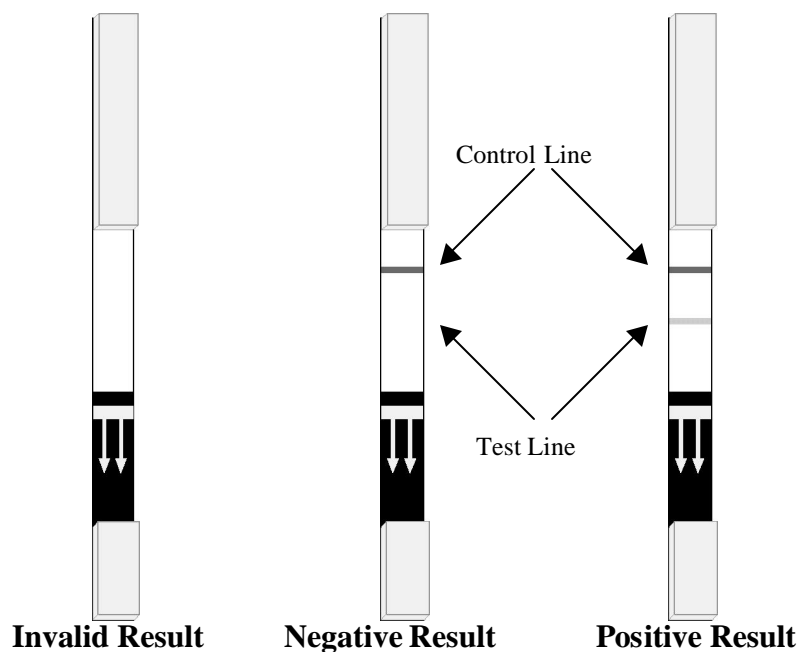 Control Line
Test Line
Invalid Result
Negative Result
Positive Result